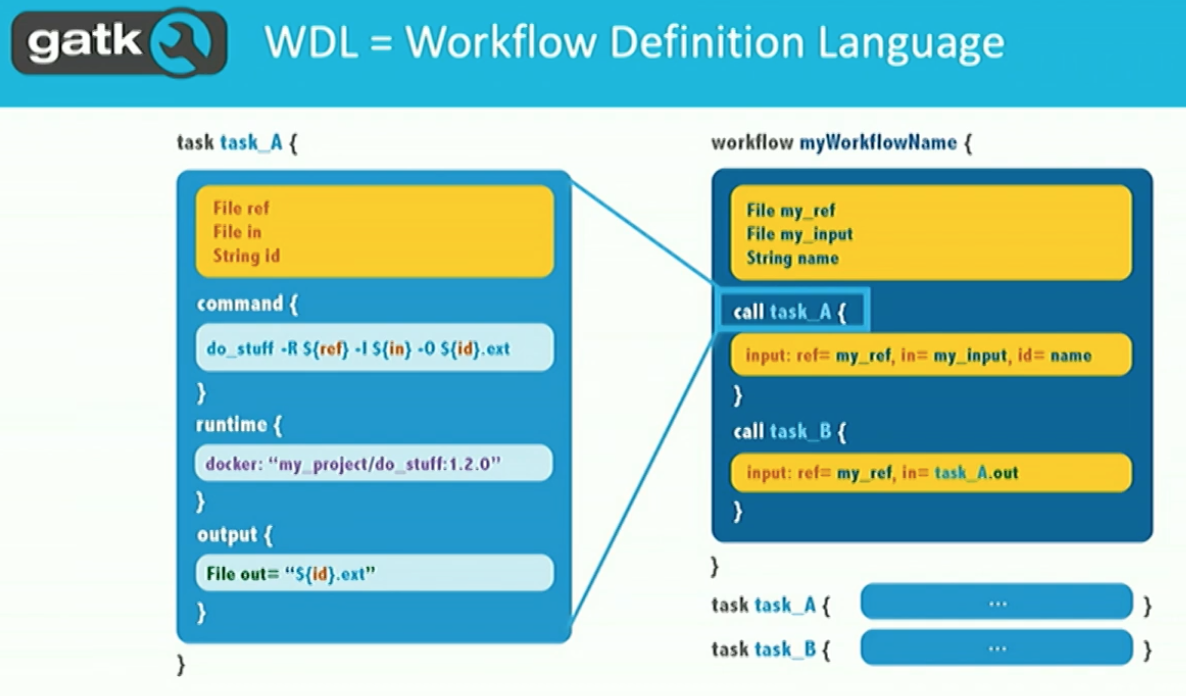 gatk
WDL = Workflow Definition Language
task task_A {
File ref
File in
String id
command {
do_stuff -R ${ref} -I ${in} -O ${id}.ext
}
runtime {
docker: “my_project/do_stuff:1.2.0”
}
output {
File out= “${id}.ext”
}
}
workflow myWorkflowName {
File my_ref
File my_input
String name
call task_A {
input: ref= my_ref, in= my_input, id= name
}
call task_B {
input: ref= my_ref, in= task_A.out
}
}
task task_A { ... }
task task_B { ... }